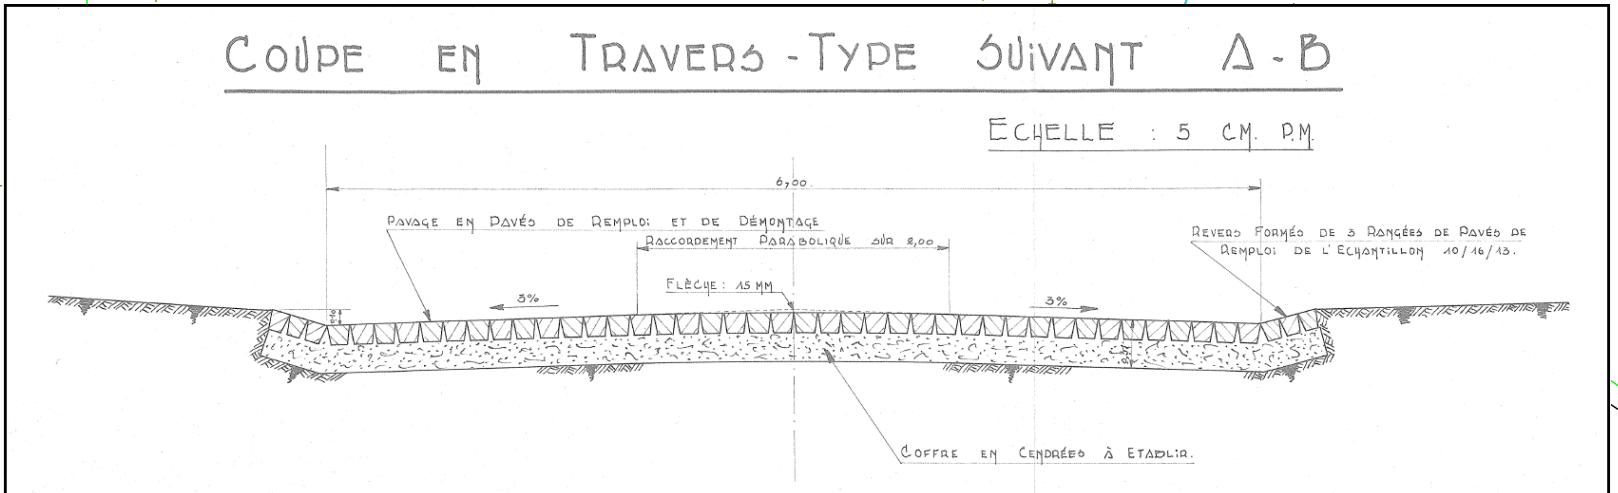 COUPE EN TRAVERS - TYPE SUIVANT A - B
ECHELLE : 5 CM. P.M.
6,00
PAVAGE EN PAVÉS DE REMPLOI ET DE DÉMONTAGE
RACCORDEMENT PARABOLIQUE SUR 2,00
REVERS FORMÉS DE 3 RANGÉES DE PAVÉS DE
REMPLOI DE L'ECHANTILLON 10/16/13.
FLÈCHE : 15 MM
3%
3%
COFFRE EN CENDRÉES À ETABLIR.